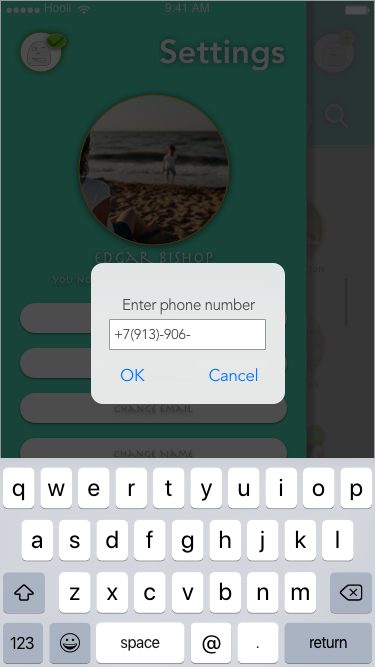 Hooli 9:41 AM
Settings
EDGAR BISHOP
YOU NO
Enter phone number
+7(913)-906-
OK Cancel
CHANGE EMAIL
CHANGE NAME
q w e r t y u i o p
a s d f g h j k l
z x c v b n m
123 space @ . return